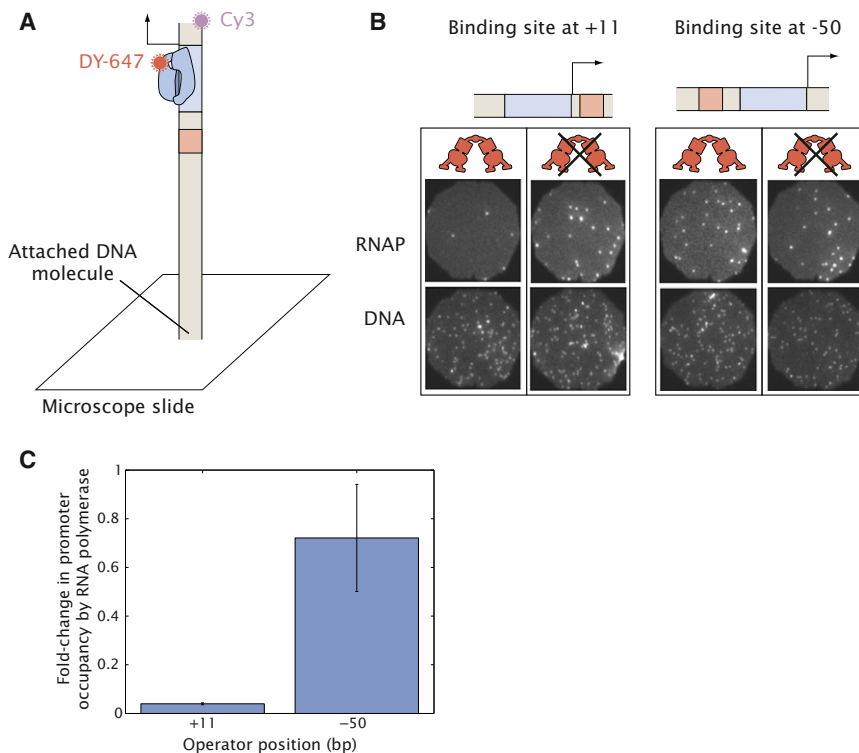 A
Cy3
DY-647
Attached DNA
molecule
Microscope slide
B
Binding site at +11
Binding site at -50
RNAP
DNA
C
Fold-change in promoter
occupancy by RNA polymerase
1
0.8
0.6
0.4
0.2
0
+11
−50
Operator position (bp)